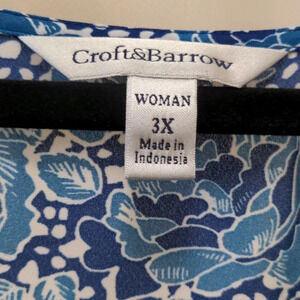 Croft&Barrow
WOMAN
3X
Made in
Indonesia